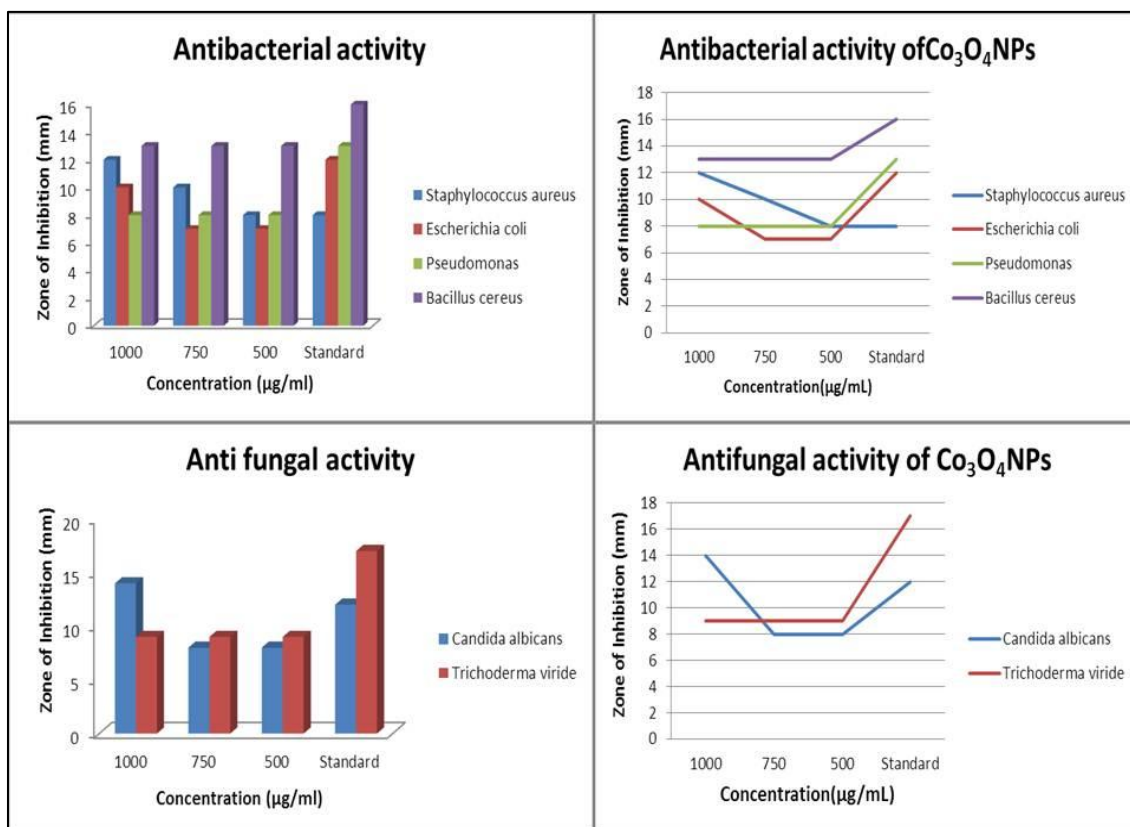 Antibacterial activity
Zone of Inhibition (mm)
16
14
12
10
8
6
4
2
0
1000 750 500 Standard
Concentration (µg/ml)
Staphylococcus aureus
Escherichia coli
Pseudomonas
Bacillus cereus
Antibacterial activity ofCo₃O₄NPs
Zone of Inhibition (mm)
18
16
14
12
10
8
6
4
2
0
1000 750 500 Standard
Concentration(µg/mL)
Staphylococcus aureus
Escherichia coli
Pseudomonas
Bacillus cereus
Anti fungal activity
Zone of Inhibition (mm)
20
15
10
5
0
1000 750 500 Standard
Concentration (µg/ml)
Candida albicans
Trichoderma viride
Antifungal activity of Co₃O₄NPs
Zone of Inhibition (mm)
18
16
14
12
10
8
6
4
2
0
1000 750 500 Standard
Concentration(µg/mL)
Candida albicans
Trichoderma viride